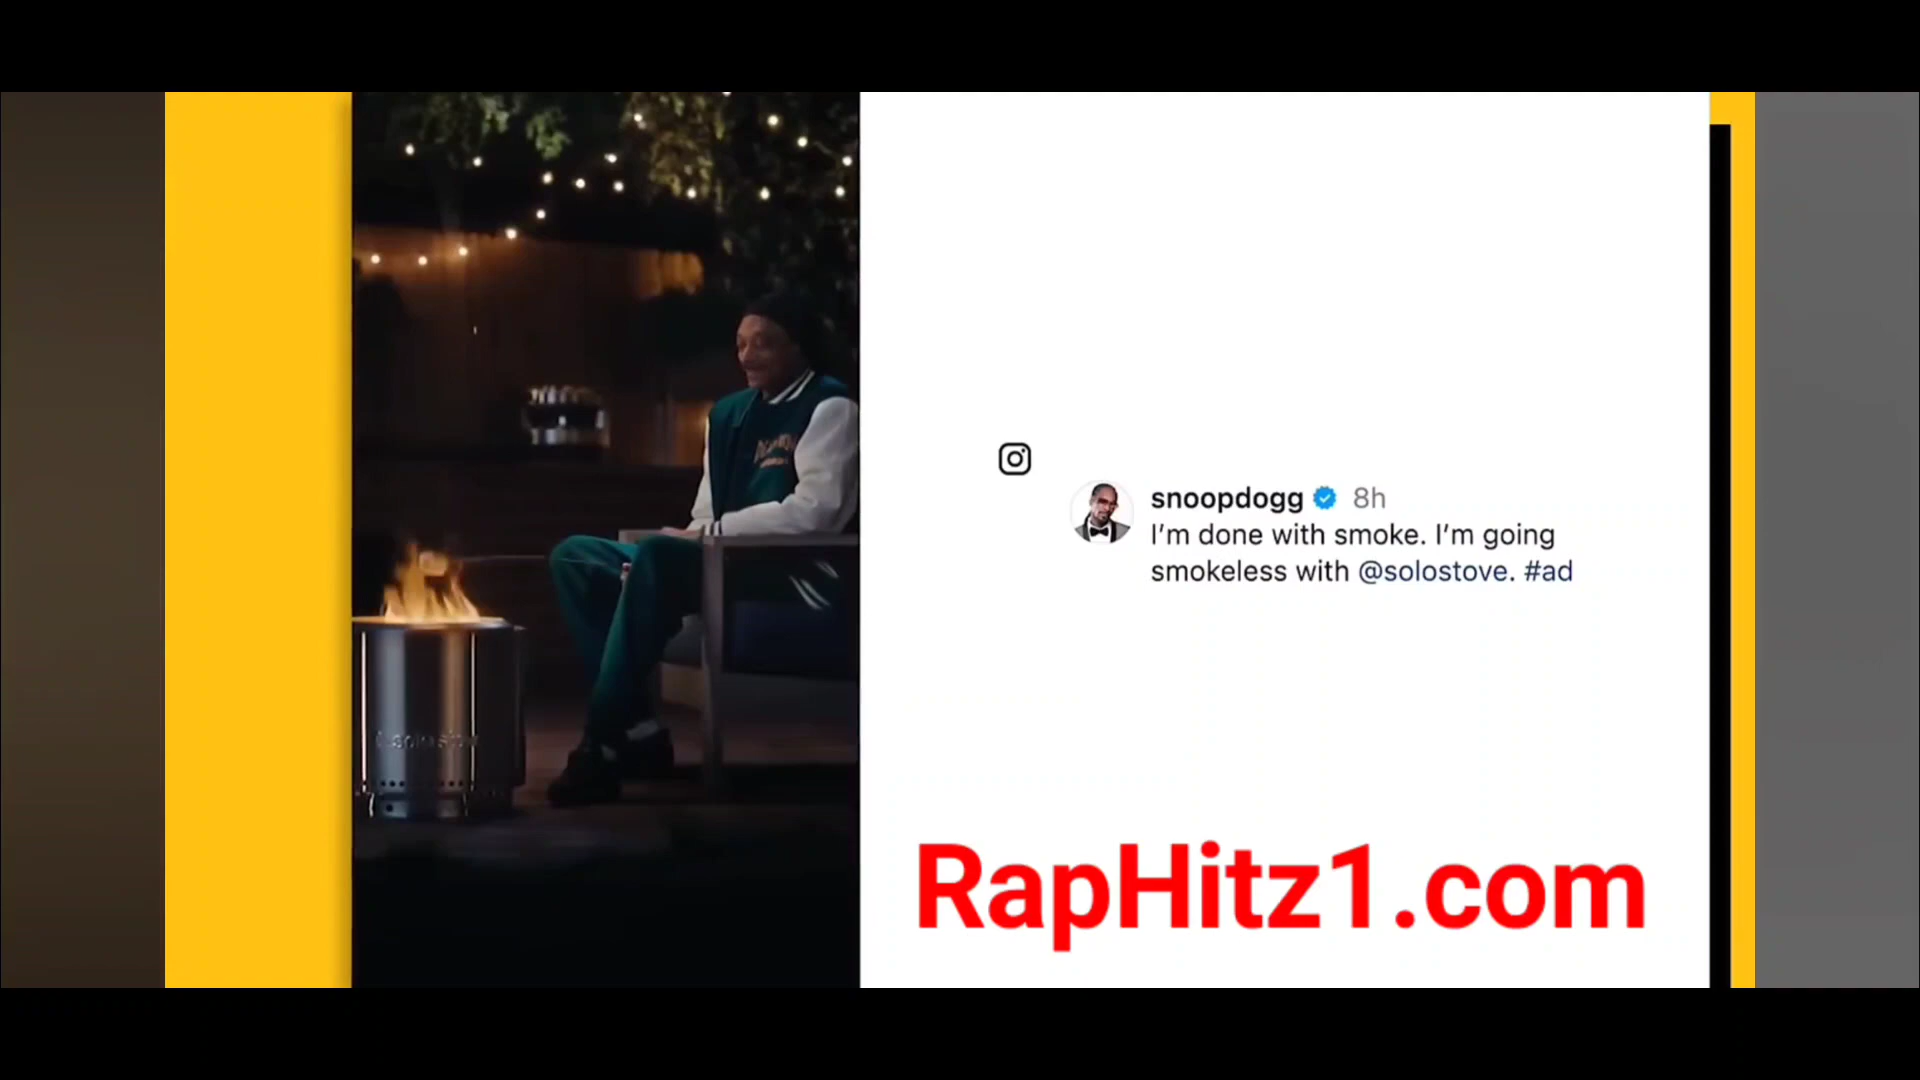 snoopdogg 8h
I'm done with smoke. I'm going
smokeless with @solostove. #ad
RapHitz1.com